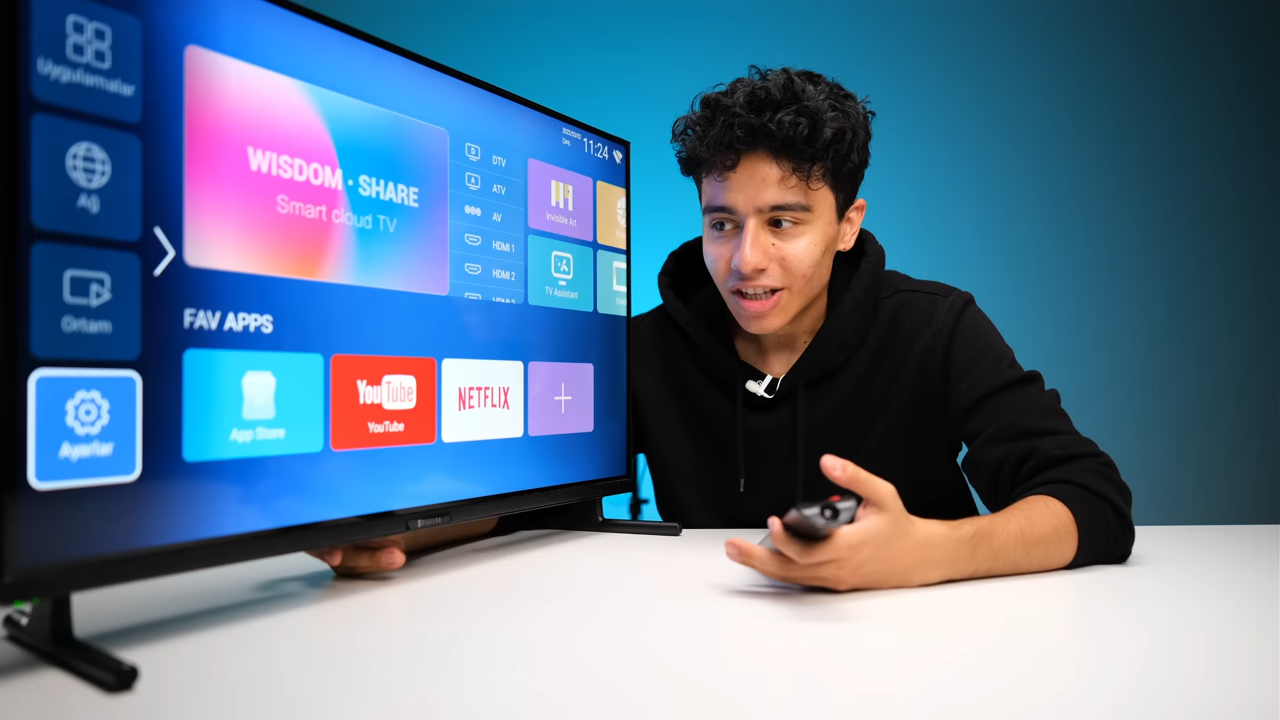 Uygulamalar
Ağ
Ortam
Ayarlar
WISDOM · SHARE
Smart cloud TV
DTV
ATV
AV
HDMI 1
HDMI 2
11:24
Invisible Art
TV Assistant
FAV APPS
App Store
YouTube
YouTube
NETFLIX